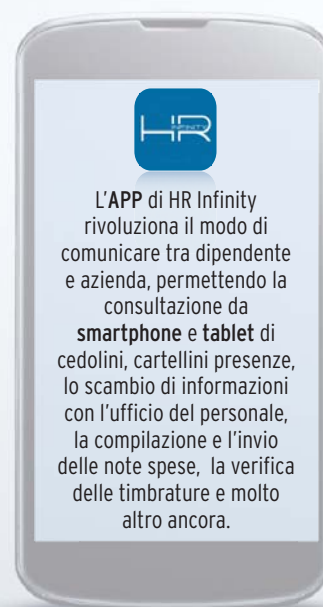 HR
INFINITY
L'APP di HR Infinity
rivoluziona il modo di
comunicare tra dipendente
e azienda, permettendo la
consultazione da
smartphone e tablet di
cedolini, cartellini presenze,
lo scambio di informazioni
con l'ufficio del personale,
la compilazione e l'invio
delle note spese, la verifica
delle timbrature e molto
altro ancora.